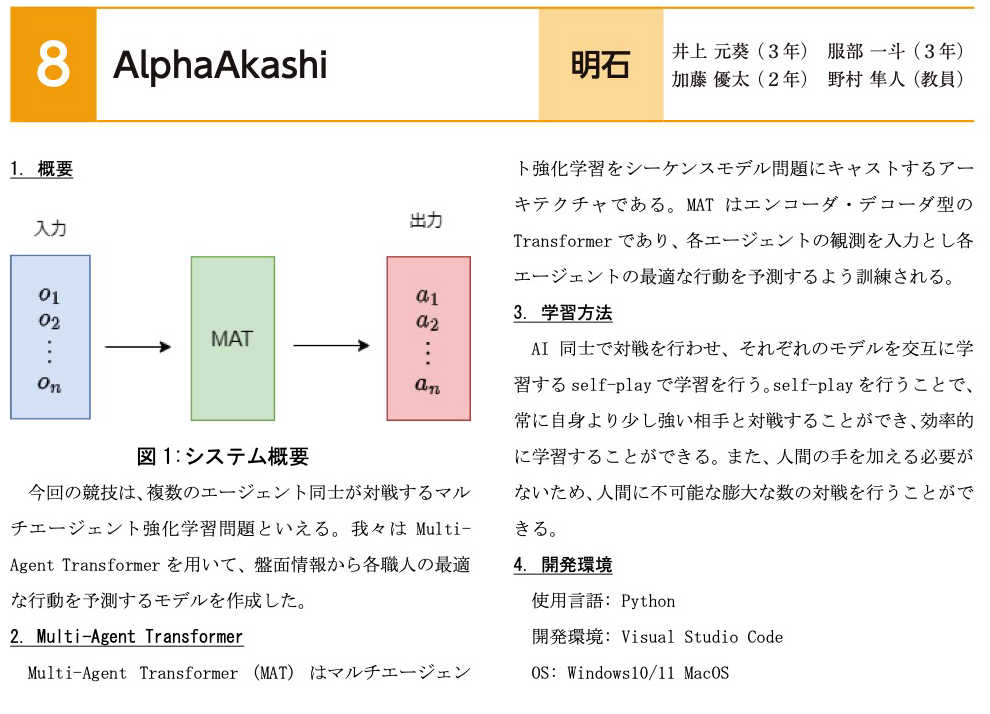 8
AlphaAkashi
明石
井上 元葵（３年） 服部 一斗（３年）
加藤 優太（２年） 野村 隼人（教員）
1. 概要
入力
出力
o1
o2
⋮
on
MAT
a1
a2
⋮
an
図1:システム概要
今回の競技は、複数のエージェント同士が対戦するマル
チエージェント強化学習問題といえる。我々は Multi-
Agent Transformer を用いて、盤面情報から各職人の最適
な行動を予測するモデルを作成した。
2. Multi-Agent Transformer
Multi-Agent Transformer (MAT) はマルチエージェン
ト強化学習をシーケンスモデル問題にキャストするアー
キテクチャである。MAT はエンコーダ・デコーダ型の
Transformer であり、各エージェントの観測を入力とし各
エージェントの最適な行動を予測するよう訓練される。
3. 学習方法
AI 同士で対戦を行わせ、それぞれのモデルを交互に学
習する self-play で学習を行う。self-play を行うことで、
常に自身より少し強い相手と対戦することができ、効率的
に学習することができる。また、人間の手を加える必要が
ないため、人間に不可能な膨大な数の対戦を行うことがで
きる。
4. 開発環境
使用言語: Python
開発環境: Visual Studio Code
OS: Windows10/11 MacOS